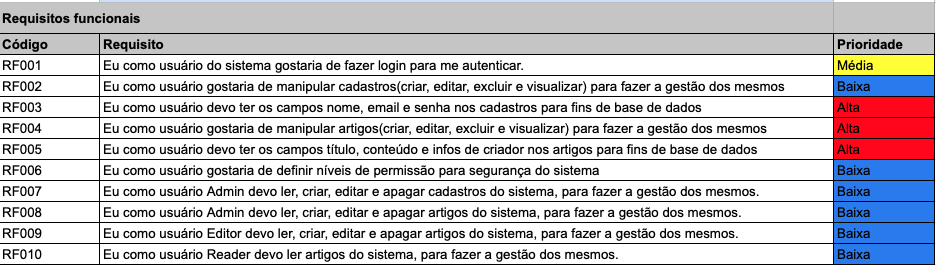 Requisitos funcionais
Código Requisito Prioridade
RF001 Eu como usuário do sistema gostaria de fazer login para me autenticar. Média
RF002 Eu como usuário gostaria de manipular cadastros(criar, editar, excluir e visualizar) para fazer a gestão dos mesmos Baixa
RF003 Eu como usuário devo ter os campos nome, email e senha nos cadastros para fins de base de dados Alta
RF004 Eu como usuário gostaria de manipular artigos(criar, editar, excluir e visualizar) para fazer a gestão dos mesmos Alta
RF005 Eu como usuário devo ter os campos título, conteúdo e infos de criador nos artigos para fins de base de dados Alta
RF006 Eu como usuário gostaria de definir níveis de permissão para segurança do sistema Baixa
RF007 Eu como usuário Admin devo ler, criar, editar e apagar cadastros do sistema, para fazer a gestão dos mesmos. Baixa
RF008 Eu como usuário Admin devo ler, criar, editar e apagar artigos do sistema, para fazer a gestão dos mesmos. Baixa
RF009 Eu como usuário Editor devo ler, criar, editar e apagar artigos do sistema, para fazer a gestão dos mesmos. Baixa
RF010 Eu como usuário Reader devo ler artigos do sistema, para fazer a gestão dos mesmos. Baixa